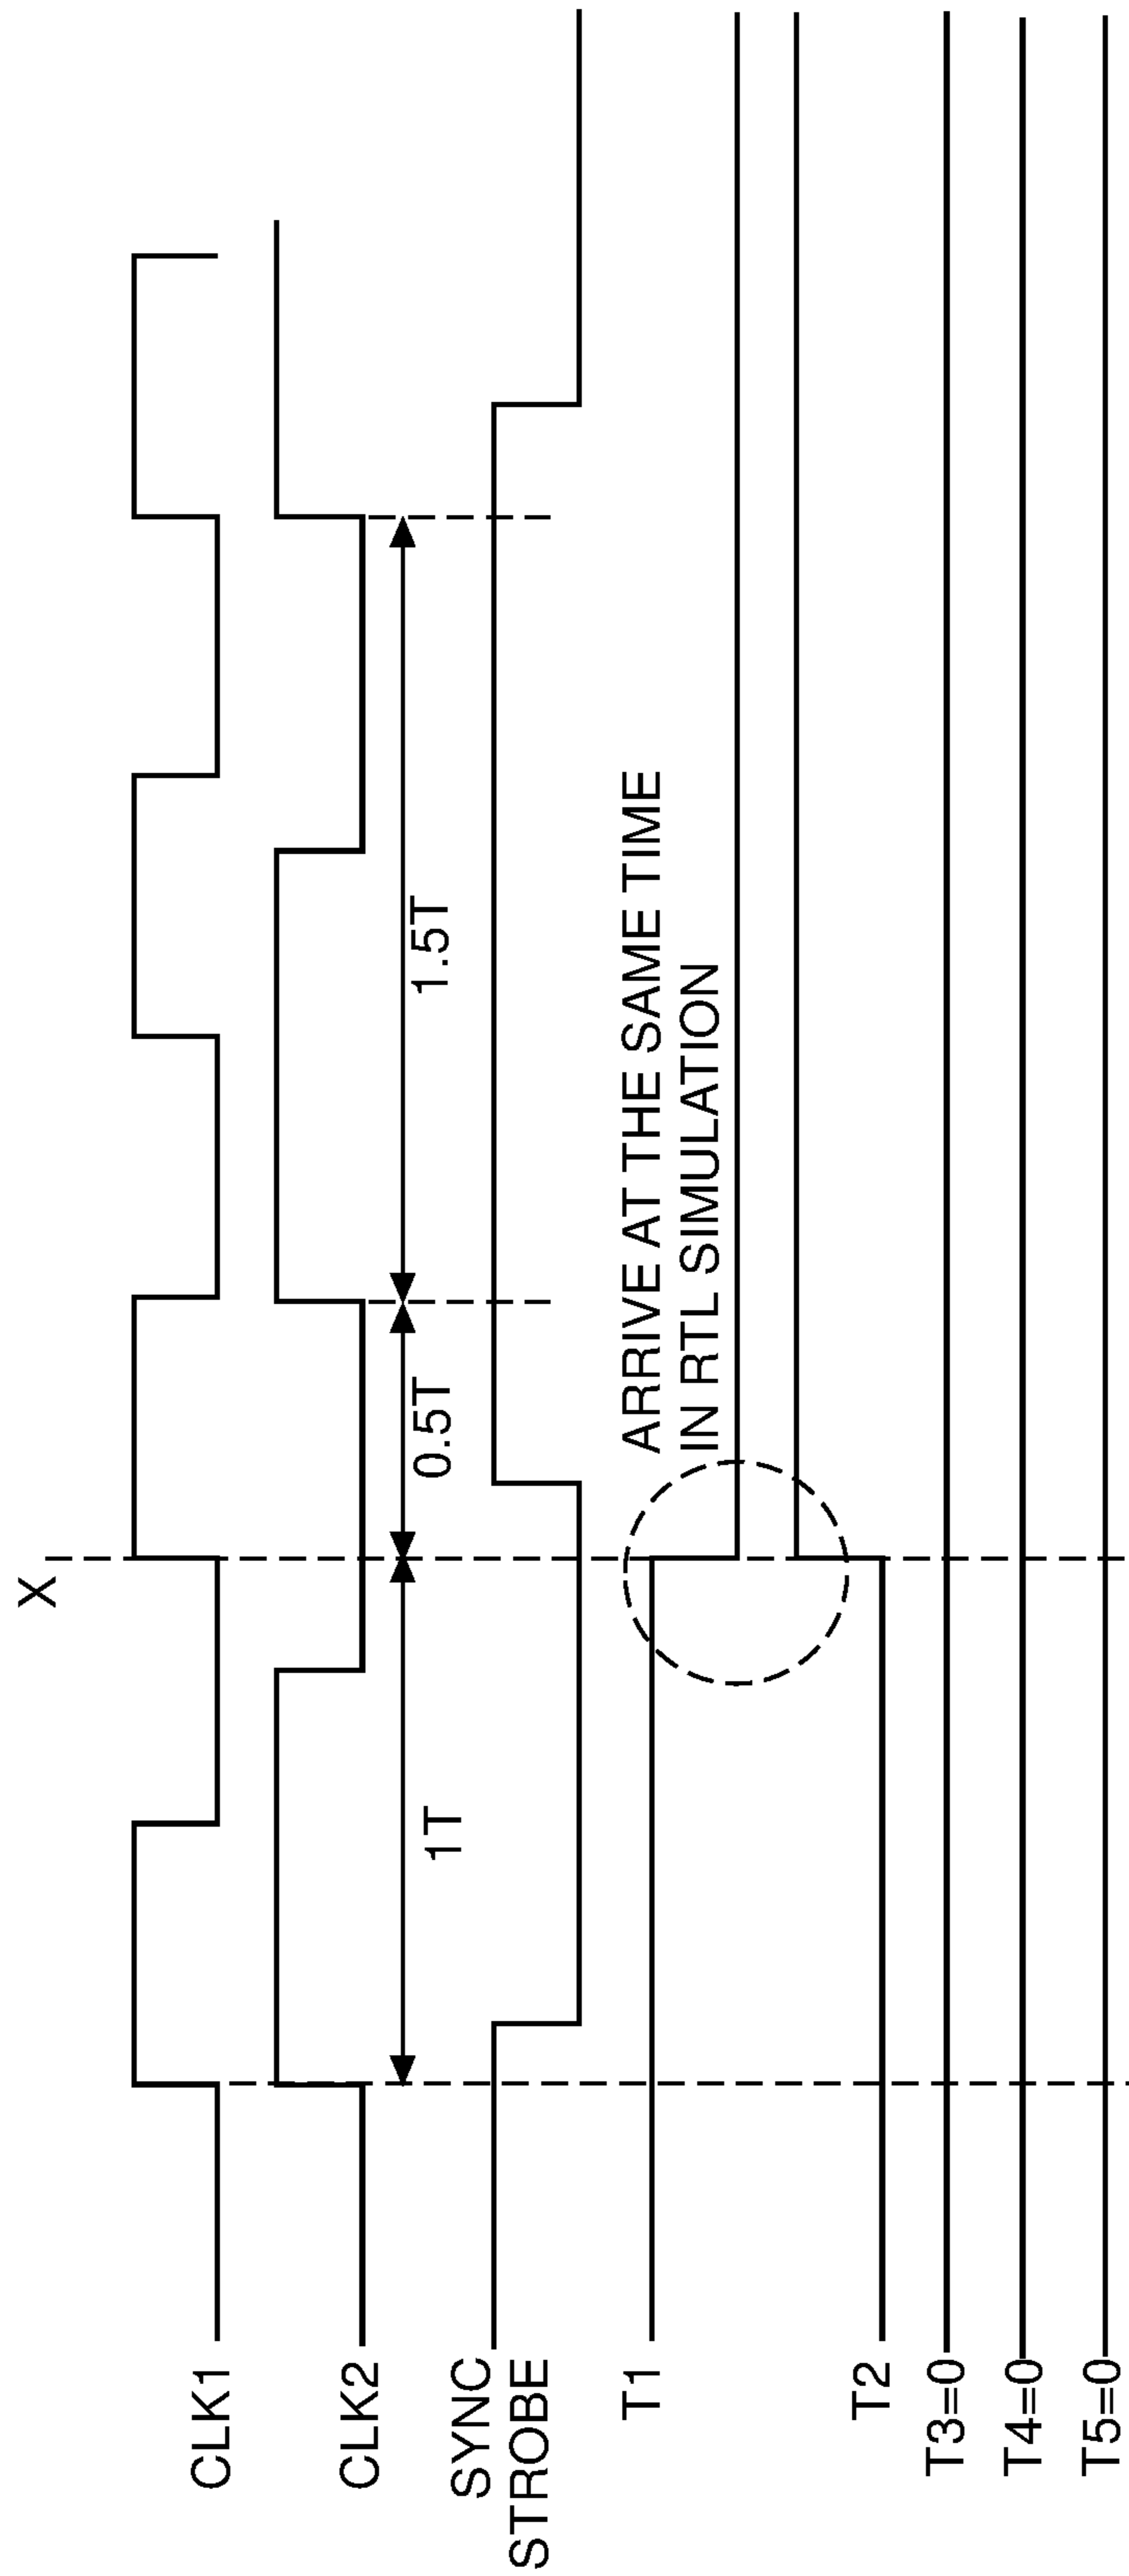 X
CLK1
CLK2
1T
0.5T
1.5T
SYNC
STROBE
ARRIVE AT THE SAME TIME
IN RTL SIMULATION
T1
T2
T3=0
T4=0
T5=0